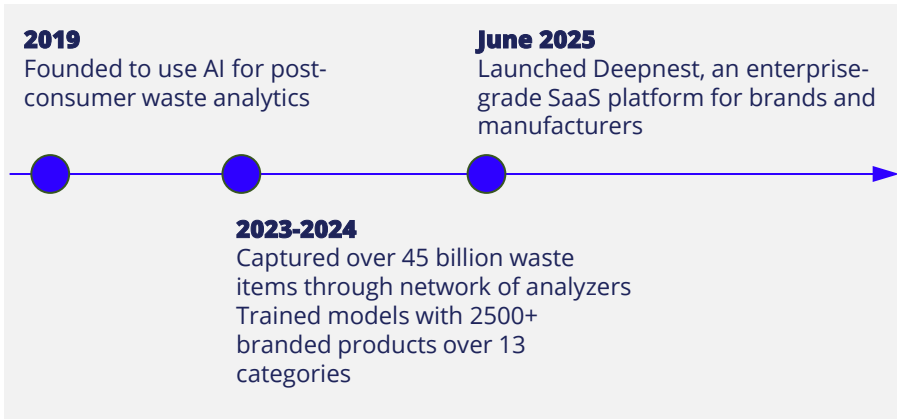 2019
Founded to use AI for post-
consumer waste analytics
June 2025
Launched Deepnest, an enterprise-
grade SaaS platform for brands and
manufacturers
2023-2024
Captured over 45 billion waste
items through network of analyzers
Trained models with 2500+
branded products over 13
categories